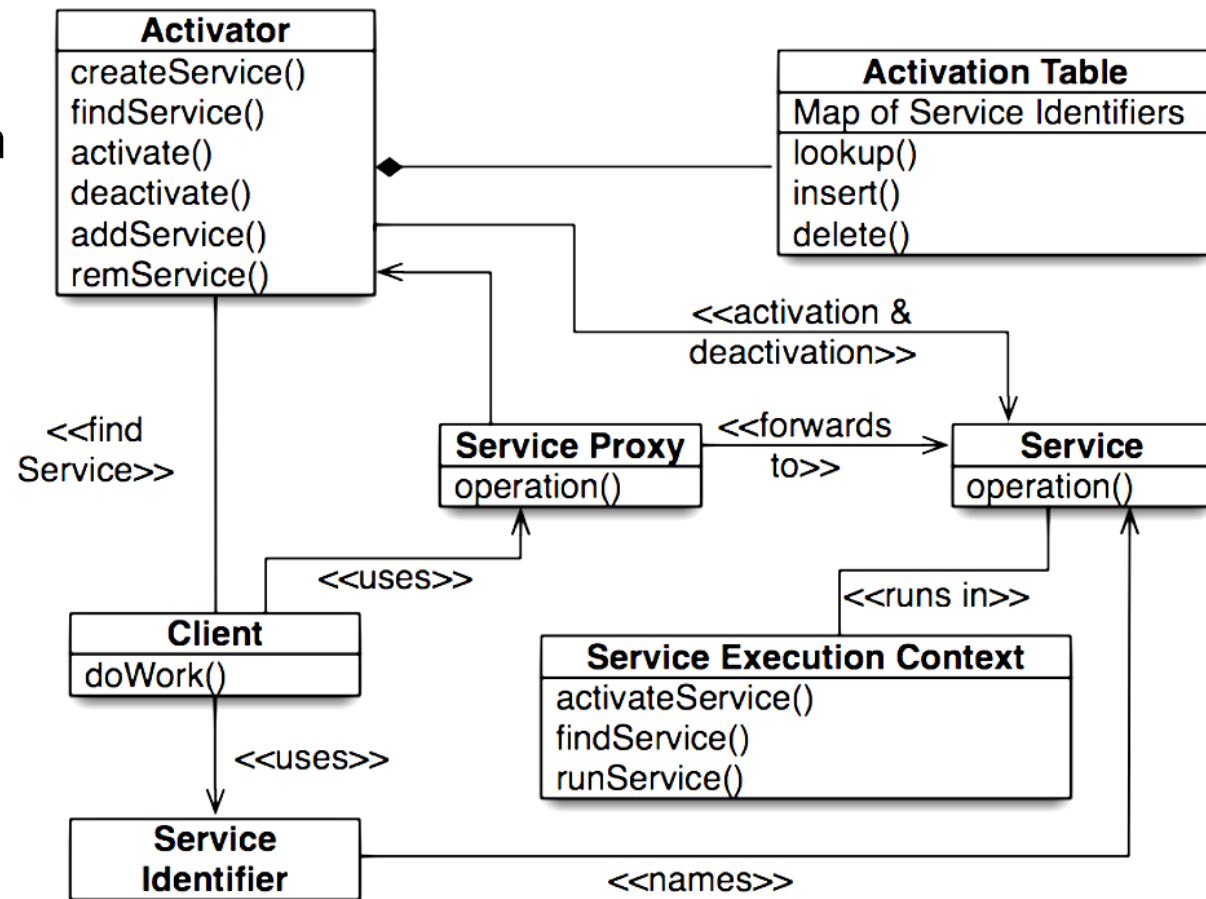 n
Activator
createService()
findService()
activate()
deactivate()
addService()
remService()
Activation Table
Map of Service Identifiers
lookup()
insert()
delete()
<<activation &
deactivation>>
<<find
Service>>
Service Proxy
operation()
<<forwards
to>>
Service
operation()
<<uses>>
<<runs in>>
Client
doWork()
Service Execution Context
activateService()
findService()
runService()
<<uses>>
Service
Identifier
<<names>>